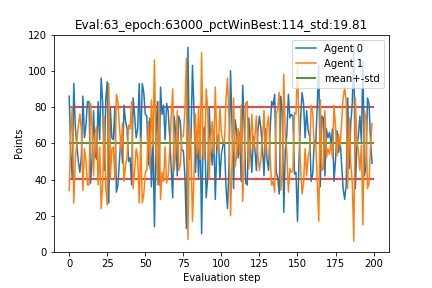 Eval:63_epoch:63000_pctWinBest:114_std:19.81
Agent 0
Agent 1
mean+-std
Points
120
100
80
60
40
20
0
0 25 50 75 100 125 150 175 200
Evaluation step